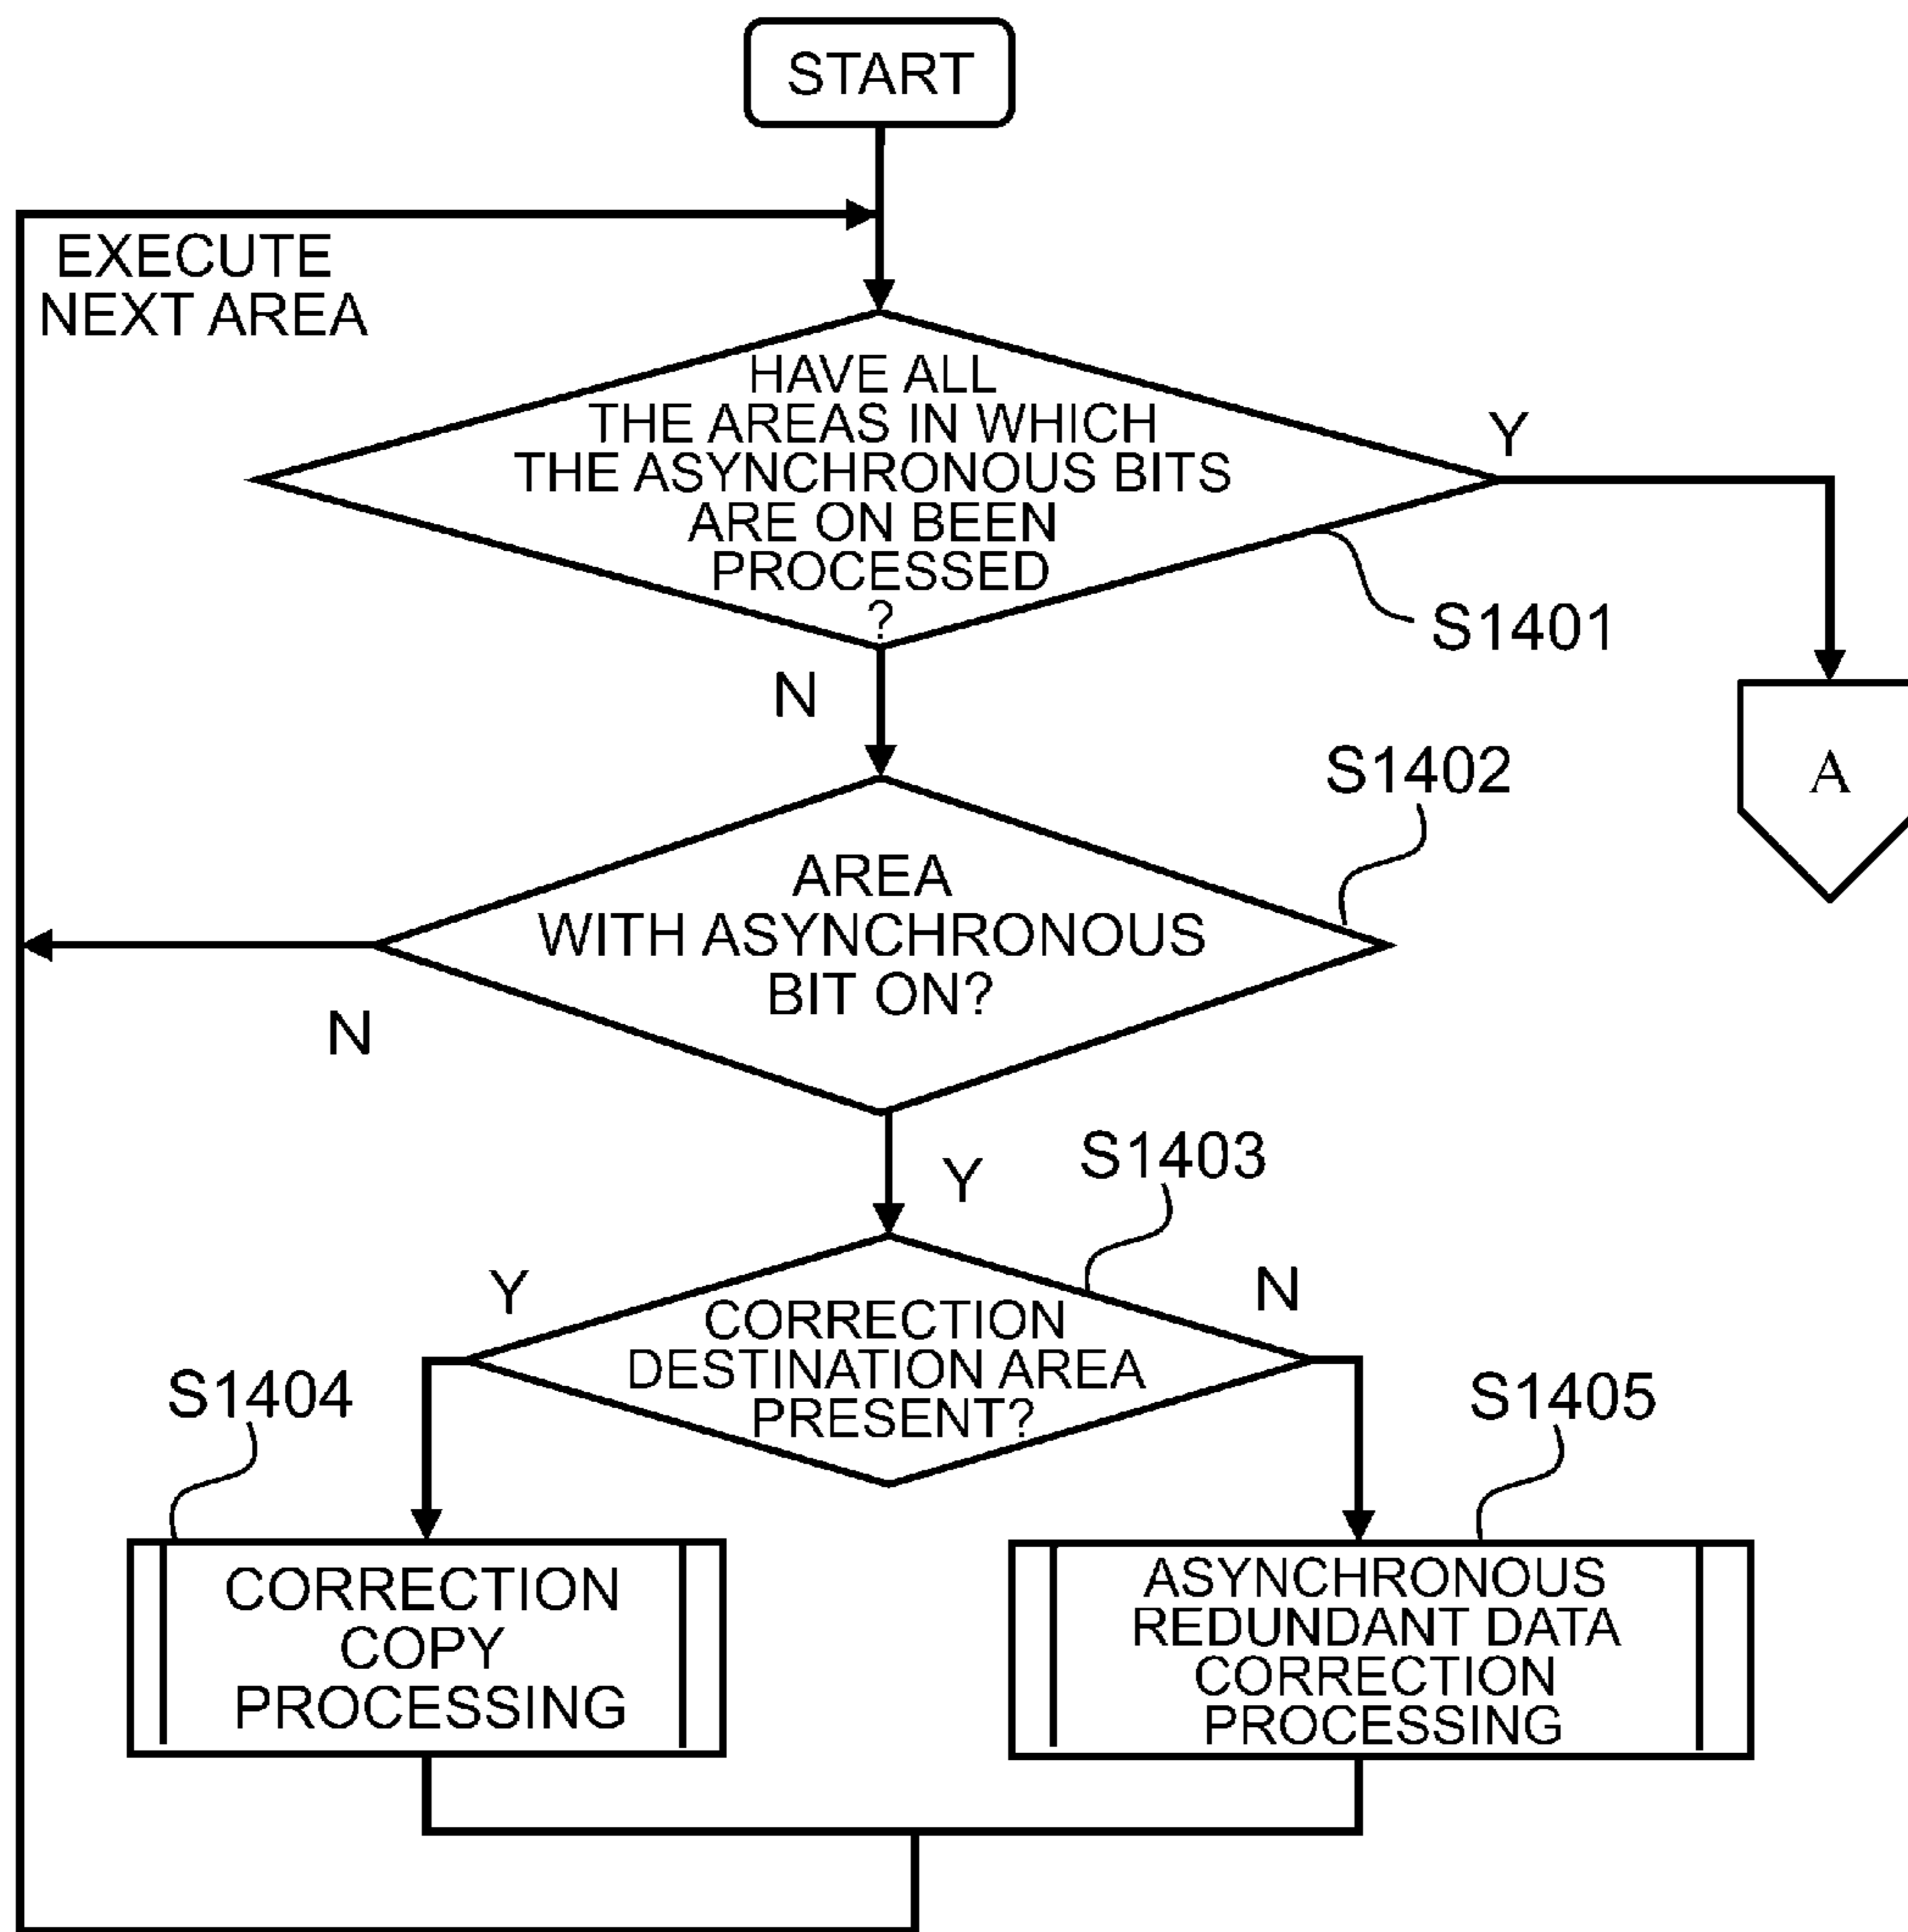 START
EXECUTE
NEXT AREA
HAVE ALL
THE AREAS IN WHICH
THE ASYNCHRONOUS BITS
ARE ON BEEN
PROCESSED
?
Y
S1401
N
A
S1402
AREA
WITH ASYNCHRONOUS
BIT ON?
N
Y
S1403
Y
N
CORRECTION
DESTINATION AREA
PRESENT?
S1404
S1405
CORRECTION
COPY
PROCESSING
ASYNCHRONOUS
REDUNDANT DATA
CORRECTION
PROCESSING